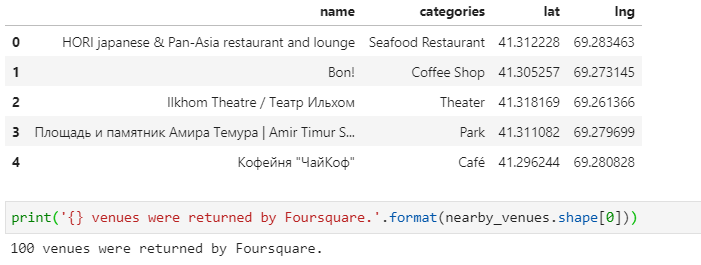 name categories lat lng
0 HORI japanese & Pan-Asia restaurant and lounge Seafood Restaurant 41.312228 69.283463
1 Bon! Coffee Shop 41.305257 69.273145
2 Ilkhom Theatre / Театр Ильхом Theater 41.318169 69.261366
3 Площадь и памятник Амира Темура | Amir Timur S... Park 41.311082 69.279699
4 Кофейня "ЧайКоф" Café 41.296244 69.280828
print('{} venues were returned by Foursquare.'.format(nearby_venues.shape[0]))
100 venues were returned by Foursquare.